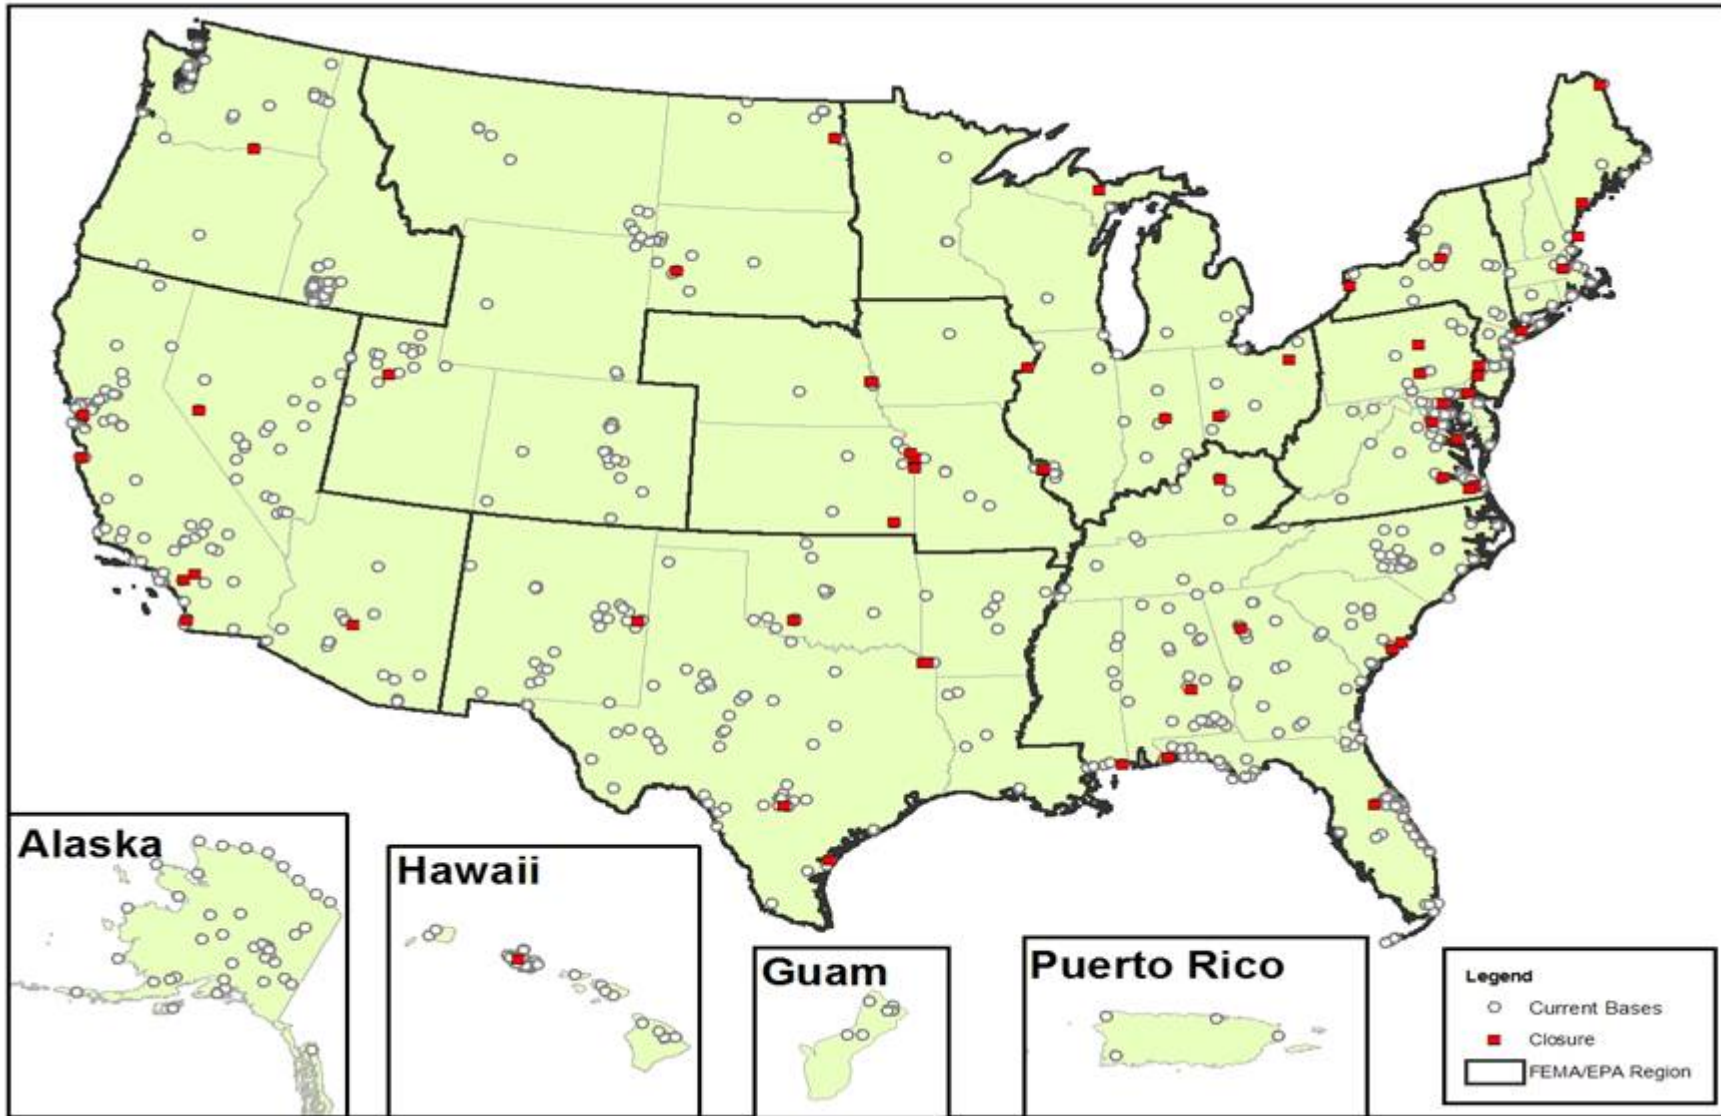 Alaska
Hawaii
Guam
Puerto Rico
Legend
Current Bases
Closure
FEMA/EPA Region